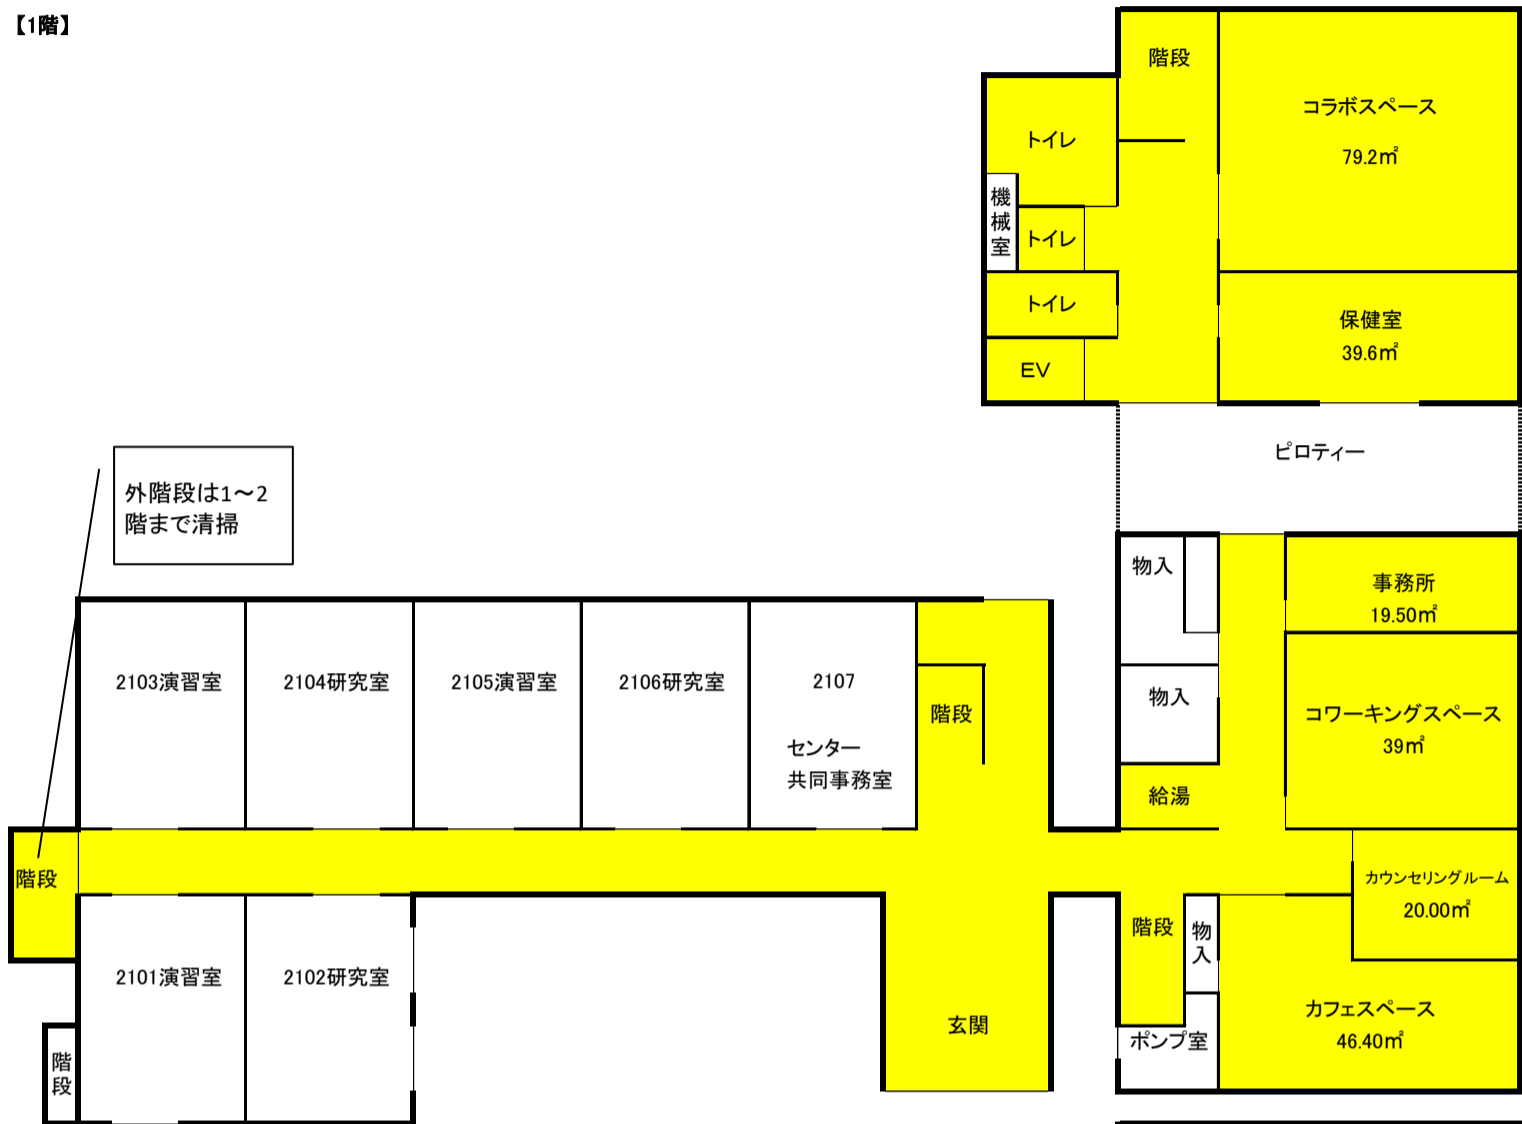 【1階】
階段
コラボスペース
79.2㎡
トイレ
機械室
トイレ
トイレ
保健室
39.6㎡
EV
ピロティー
外階段は1～2
階まで清掃
物入
事務所
19.50㎡
2103演習室
2104研究室
2105演習室
2106研究室
2107
センター
共同事務室
階段
物入
コワーキングスペース
39㎡
給湯
階段
カウンセリングルーム
20.00㎡
階段
物入
2101演習室
2102研究室
玄関
カフェスペース
46.40㎡
ポンプ室
階段